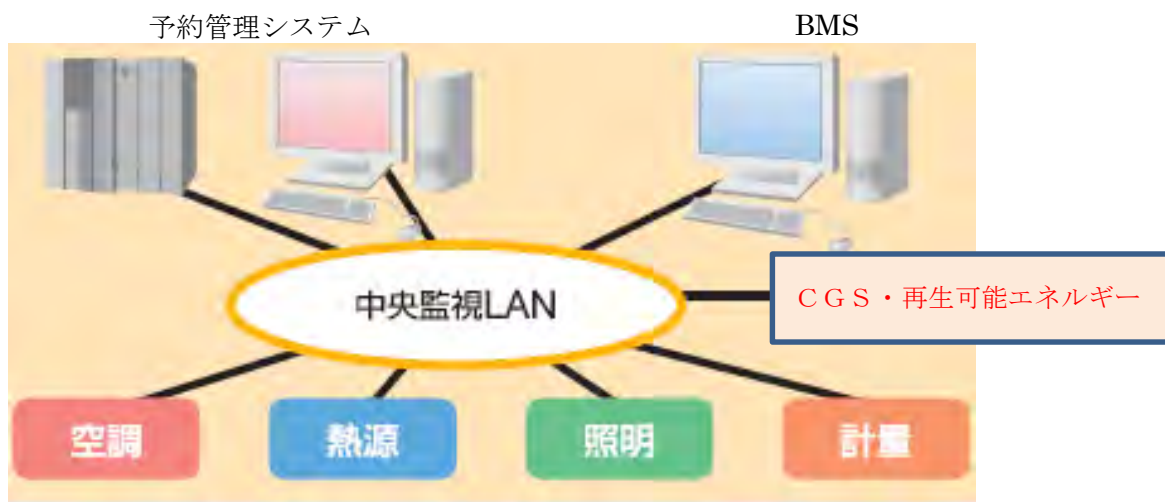 予約管理システム
BMS
中央監視LAN
ＣＧＳ・再生可能エネルギー
空調
熱源
照明
計量